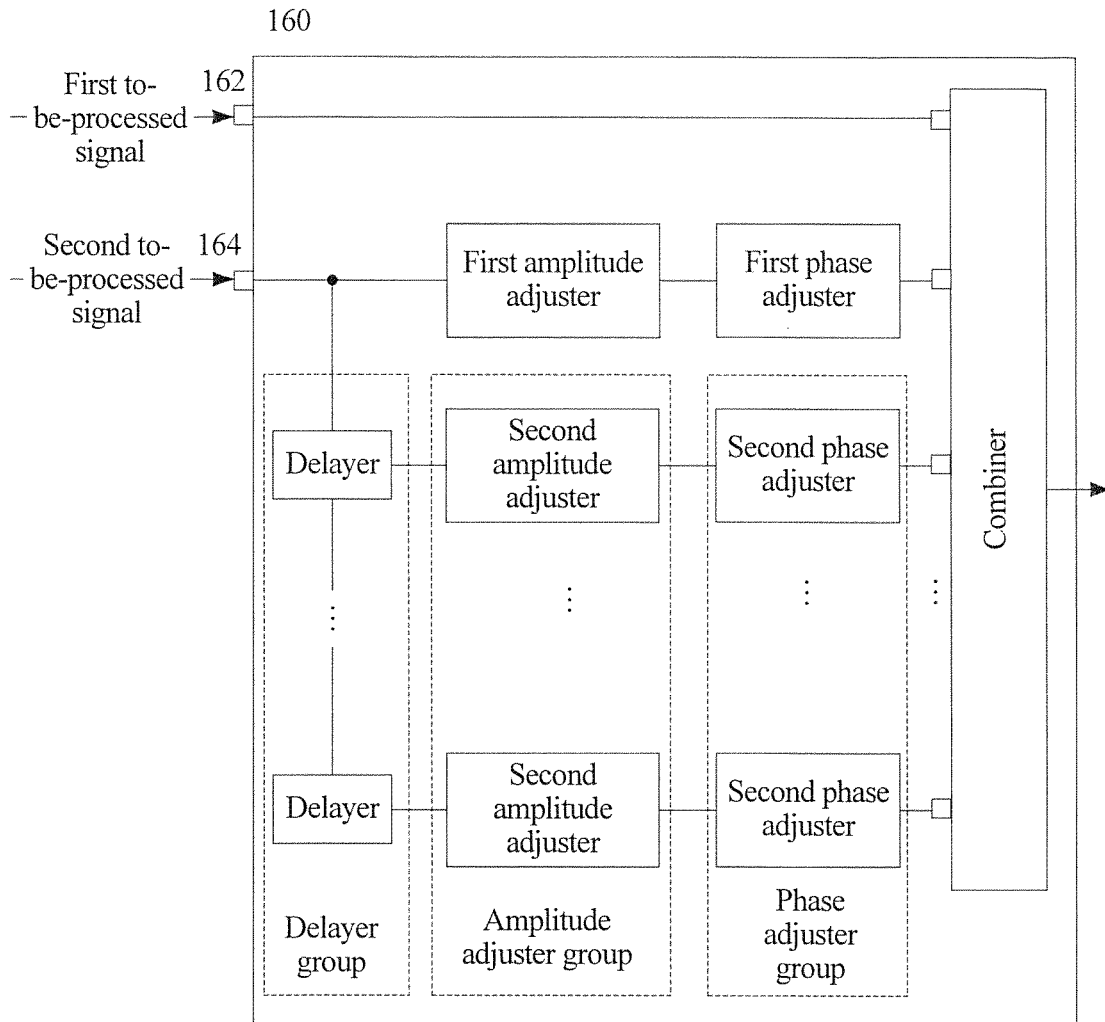 160
First to-
be-processed
signal
162
Second to-
be-processed
signal
164
First amplitude
adjuster
First phase
adjuster
Delayer
Second
amplitude
adjuster
Second phase
adjuster
Combiner
Delayer
Second
amplitude
adjuster
Second phase
adjuster
Delayer
group
Amplitude
adjuster group
Phase
adjuster
group